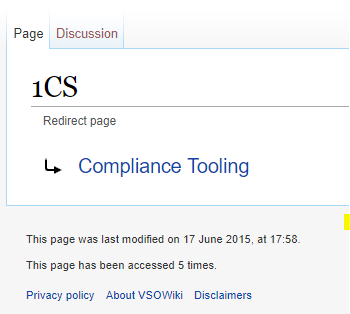 Page Discussion
1CS
Redirect page
Compliance Tooling
This page was last modified on 17 June 2015, at 17:58.
This page has been accessed 5 times.
Privacy policy About VSOWiki Disclaimers